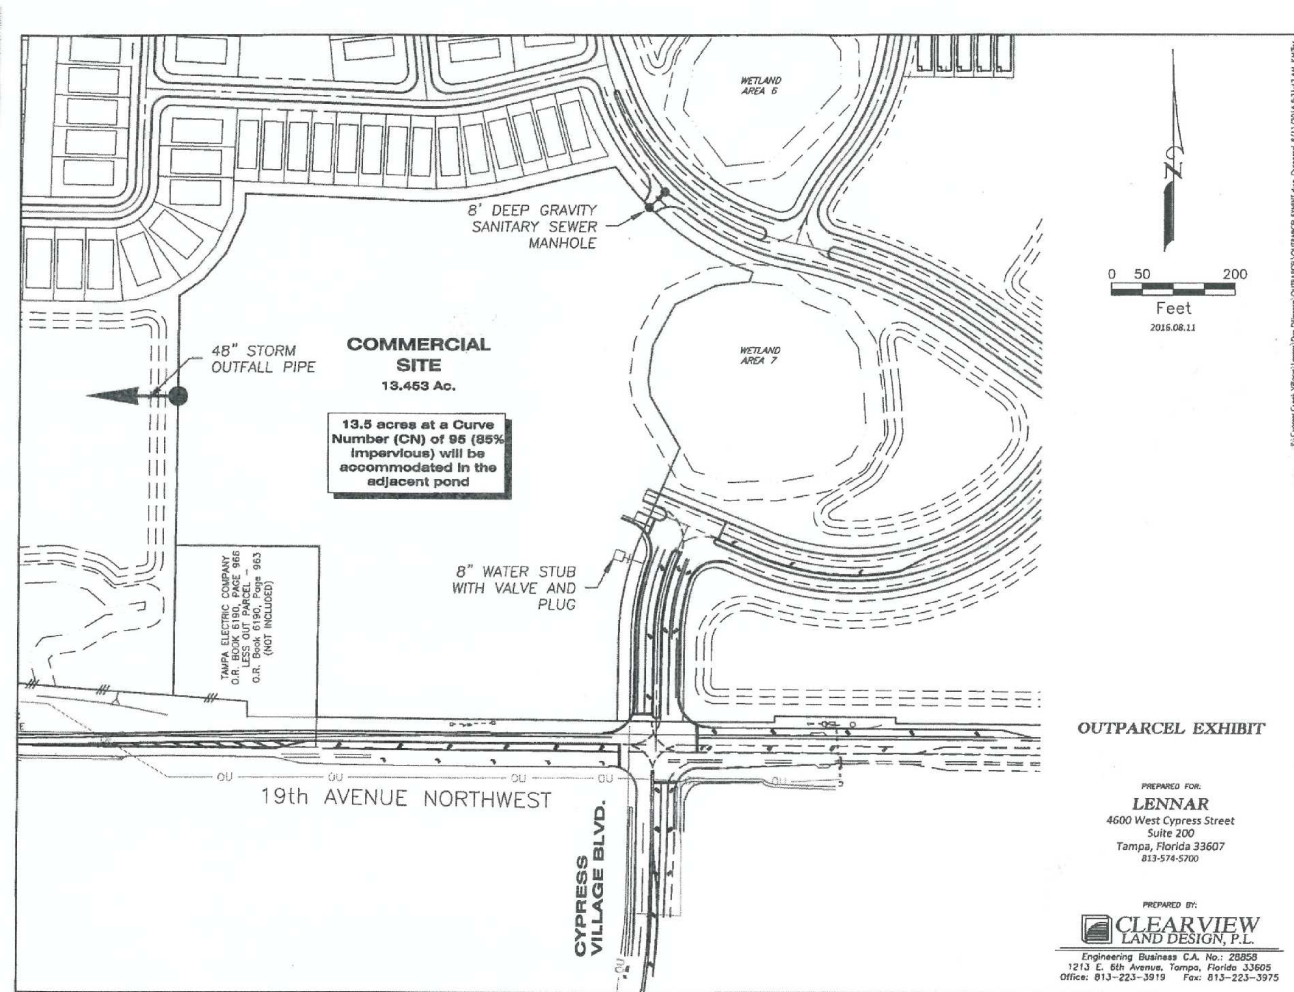 WETLAND
AREA 6
8' DEEP GRAVITY
SANITARY SEWER
MANHOLE
0 50 200
Feet
2016.08.11
48" STORM
OUTFALL PIPE
COMMERCIAL
SITE
13.453 Ac.
WETLAND
AREA 7
13.5 acres at a Curve
Number (CN) of 95 (85%
impervious) will be
accommodated in the
adjacent pond
TAMPA ELECTRIC COMPANY
O.R. BOOK 6190, PAGE 966
LESS OUT PARCEL
O.R. Book 6190, Page 963
(NOT INCLUDED)
8" WATER STUB
WITH VALVE AND
PLUG
OU OU OU OU OU
19th AVENUE NORTHWEST
CYPRESS
VILLAGE BLVD.
OU
OUTPARCEL EXHIBIT
PREPARED FOR:
LENNAR
4600 West Cypress Street
Suite 200
Tampa, Florida 33607
813-574-5700
PREPARED BY:
CLEARVIEW
LAND DESIGN, P.L.
Engineering Business C.A. No.: 28858
1213 E. 6th Avenue, Tampa, Florida 33605
Office: 813-223-3919 Fax: 813-223-3975